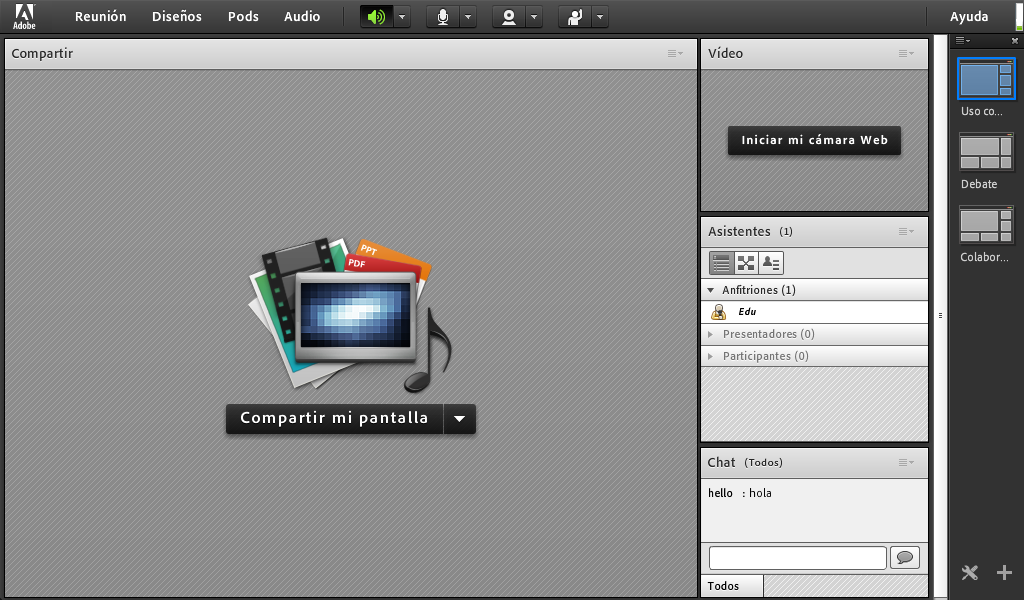 Adobe
Reunión Diseños Pods Audio Ayuda
Compartir
PPT
PDF
Compartir mi pantalla
Vídeo
Iniciar mi cámara Web
Asistentes (1)
Anfitriones (1)
Edu
Presentadores (0)
Participantes (0)
Chat (Todos)
hello : hola
Todos
Uso co...
Debate
Colabor...